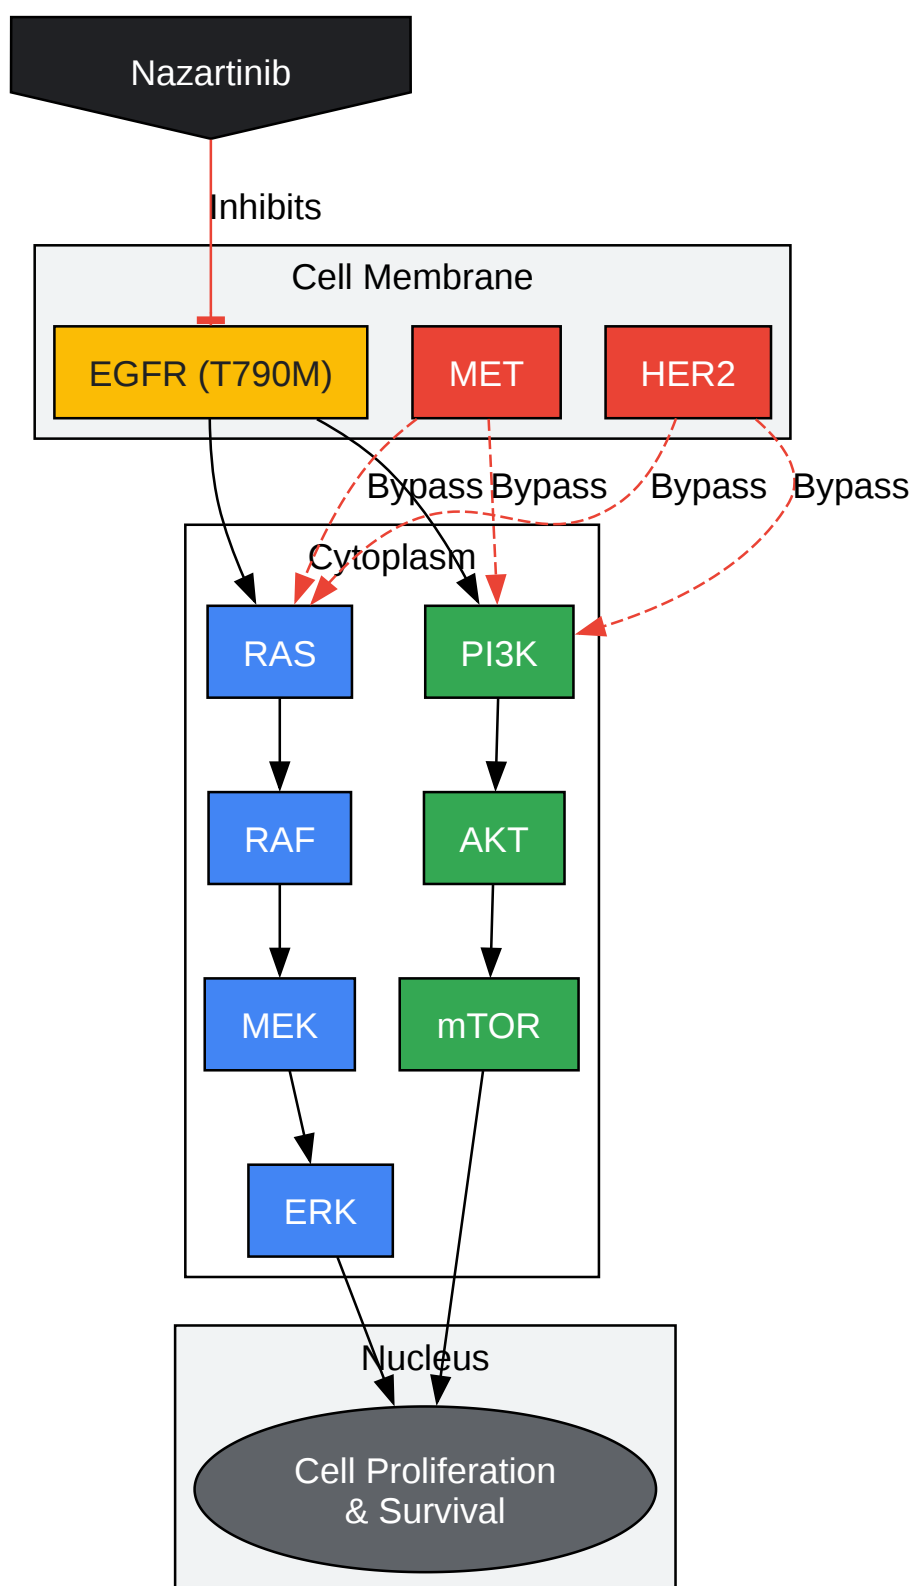 Nazartinib
Inhibits
Cell Membrane
EGFR (T790M)
MET
HER2
Bypass
Bypass
Bypass
Bypass
Cytoplasm
RAS
PI3K
RAF
AKT
MEK
mTOR
ERK
Nucleus
Cell Proliferation
& Survival